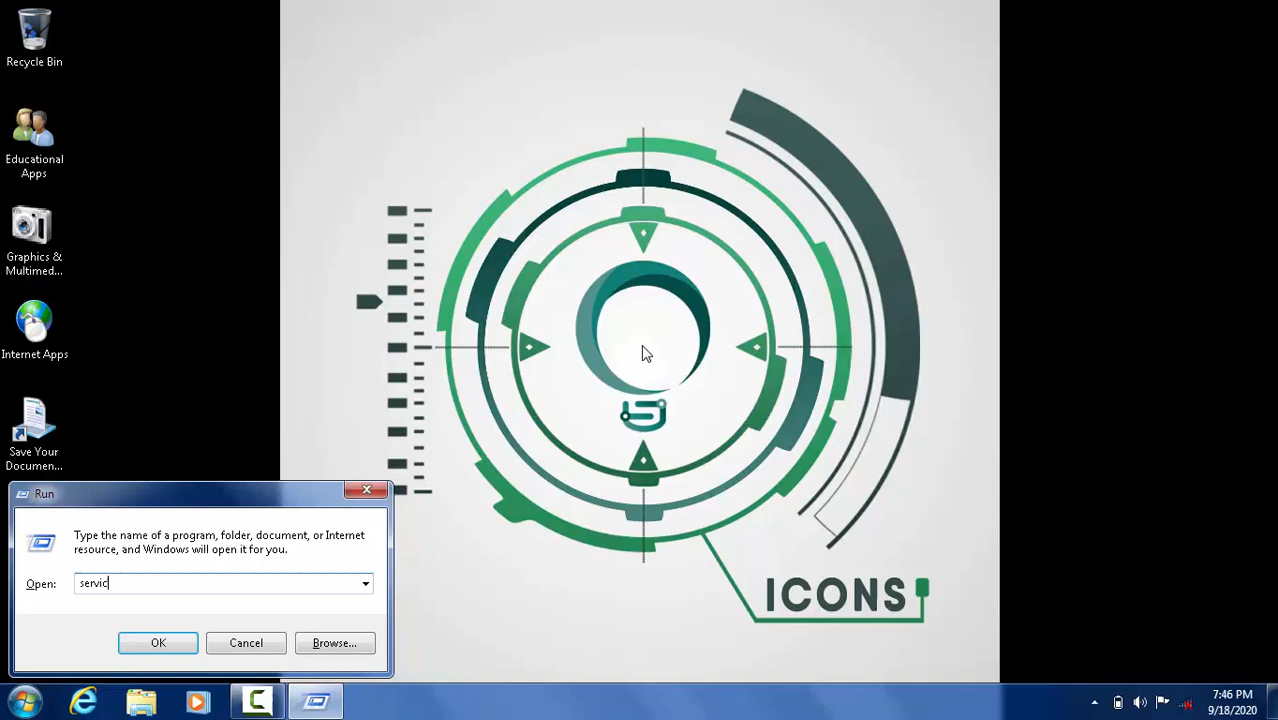 Recycle Bin
Educational
Apps
Graphics &
Multimed...
Internet Apps
Save Your
Documen...
ICONS
Run
Type the name of a program, folder, document, or Internet
resource, and Windows will open it for you.
Open:
servic
OK
Cancel
Browse...
7:46 PM
9/18/2020